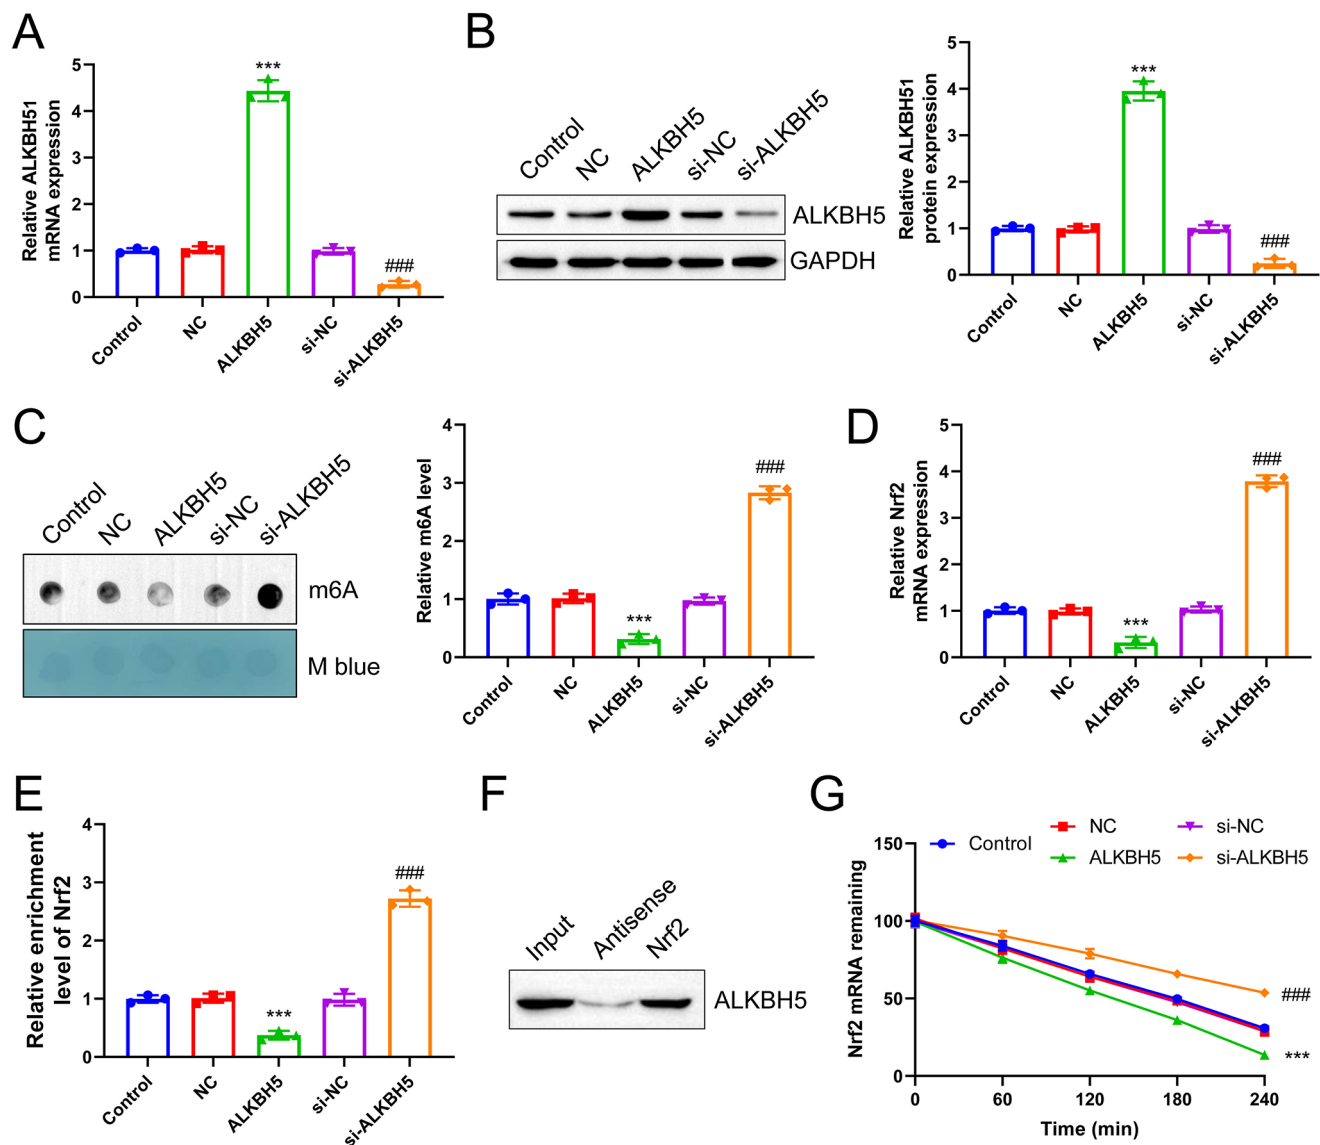 A
Relative ALKBH51
mRNA expression
5
4
3
2
1
0
***
###
Control
NC
ALKBH5
si-NC
si-ALKBH5
B
Control
NC
ALKBH5
si-NC
si-ALKBH5
ALKBH5
GAPDH
Relative ALKBH51
protein expression
5
4
3
2
1
0
***
###
Control
NC
ALKBH5
si-NC
si-ALKBH5
C
Control
NC
ALKBH5
si-NC
si-ALKBH5
m6A
M blue
Relative m6A level
4
3
2
1
0
***
###
Control
NC
ALKBH5
si-NC
si-ALKBH5
D
Relative Nrf2
mRNA expression
5
4
3
2
1
0
***
###
Control
NC
ALKBH5
si-NC
si-ALKBH5
E
Relative enrichment
level of Nrf2
4
3
2
1
0
***
###
Control
NC
ALKBH5
si-NC
si-ALKBH5
F
Input
Antisense
Nrf2
ALKBH5
G
Control
NC
ALKBH5
si-NC
si-ALKBH5
Nrf2 mRNA remaining
150
100
50
0
###
***
0 60 120 180 240
Time (min)